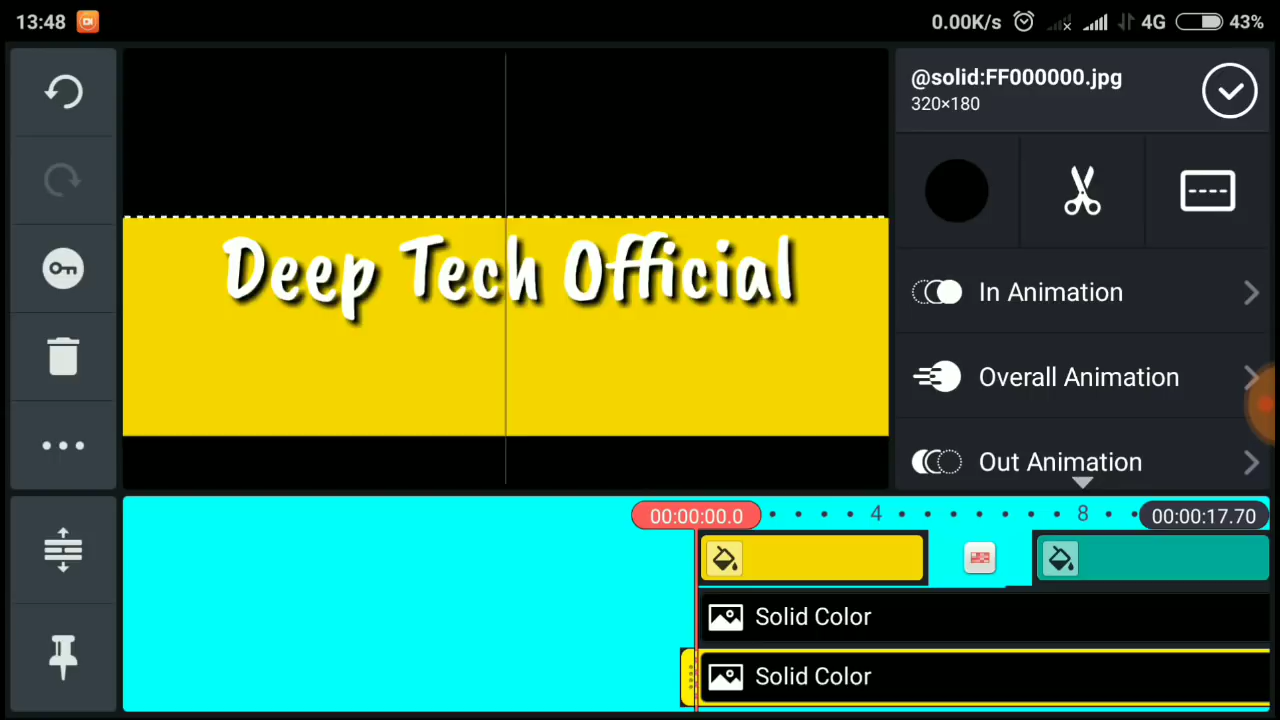 13:48
0.00K/s 4G 43%
@solid:FF000000.jpg
320×180
Deep Tech Official
In Animation
Overall Animation
Out Animation
00:00:00.0 4 8 00:00:17.70
Solid Color
Solid Color